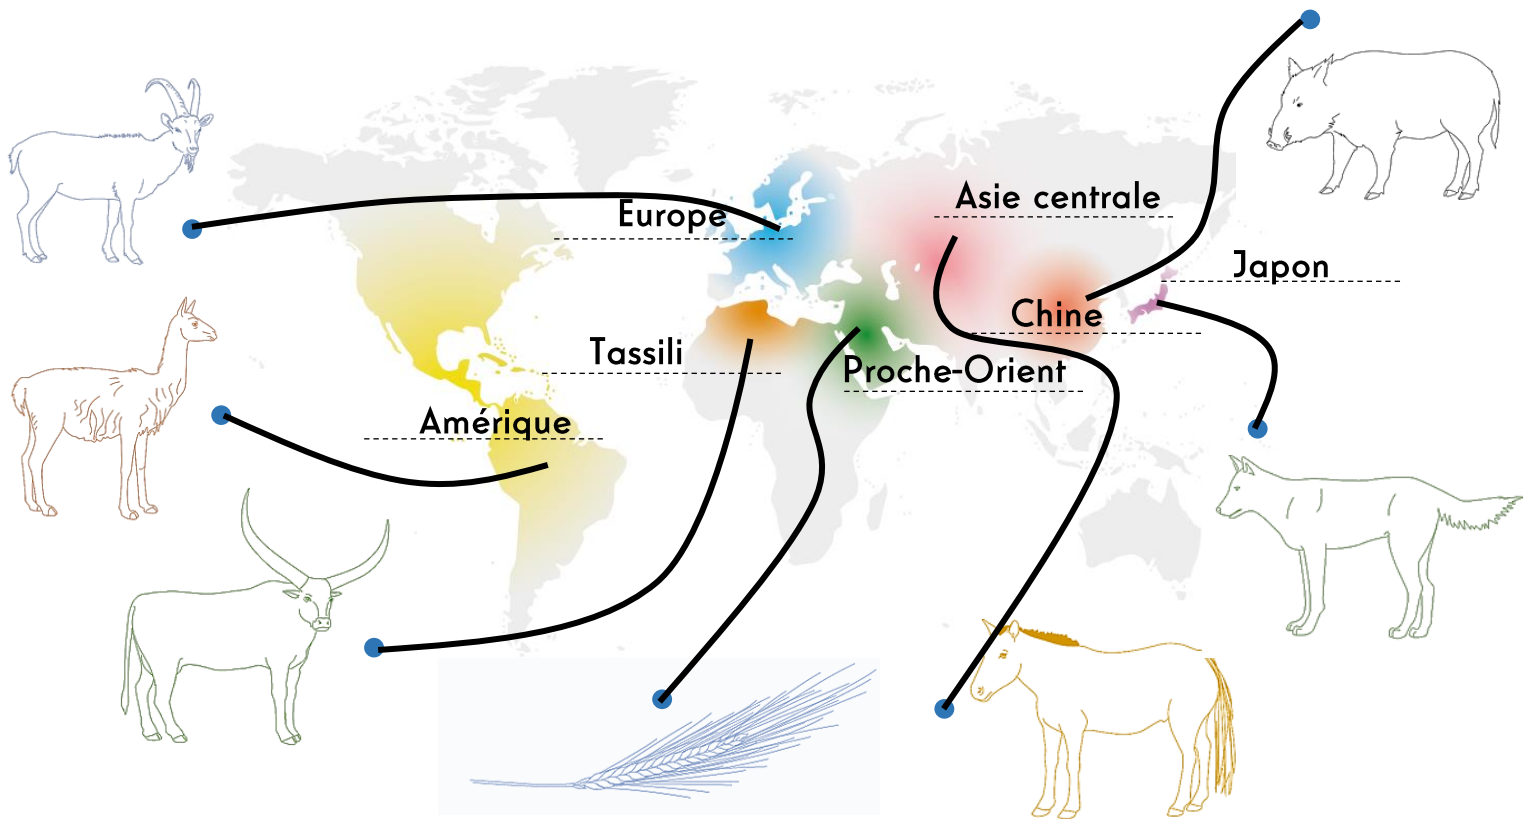 Asie centrale
Europe
Japon
Chine
Tassili
Proche-Orient
Amérique